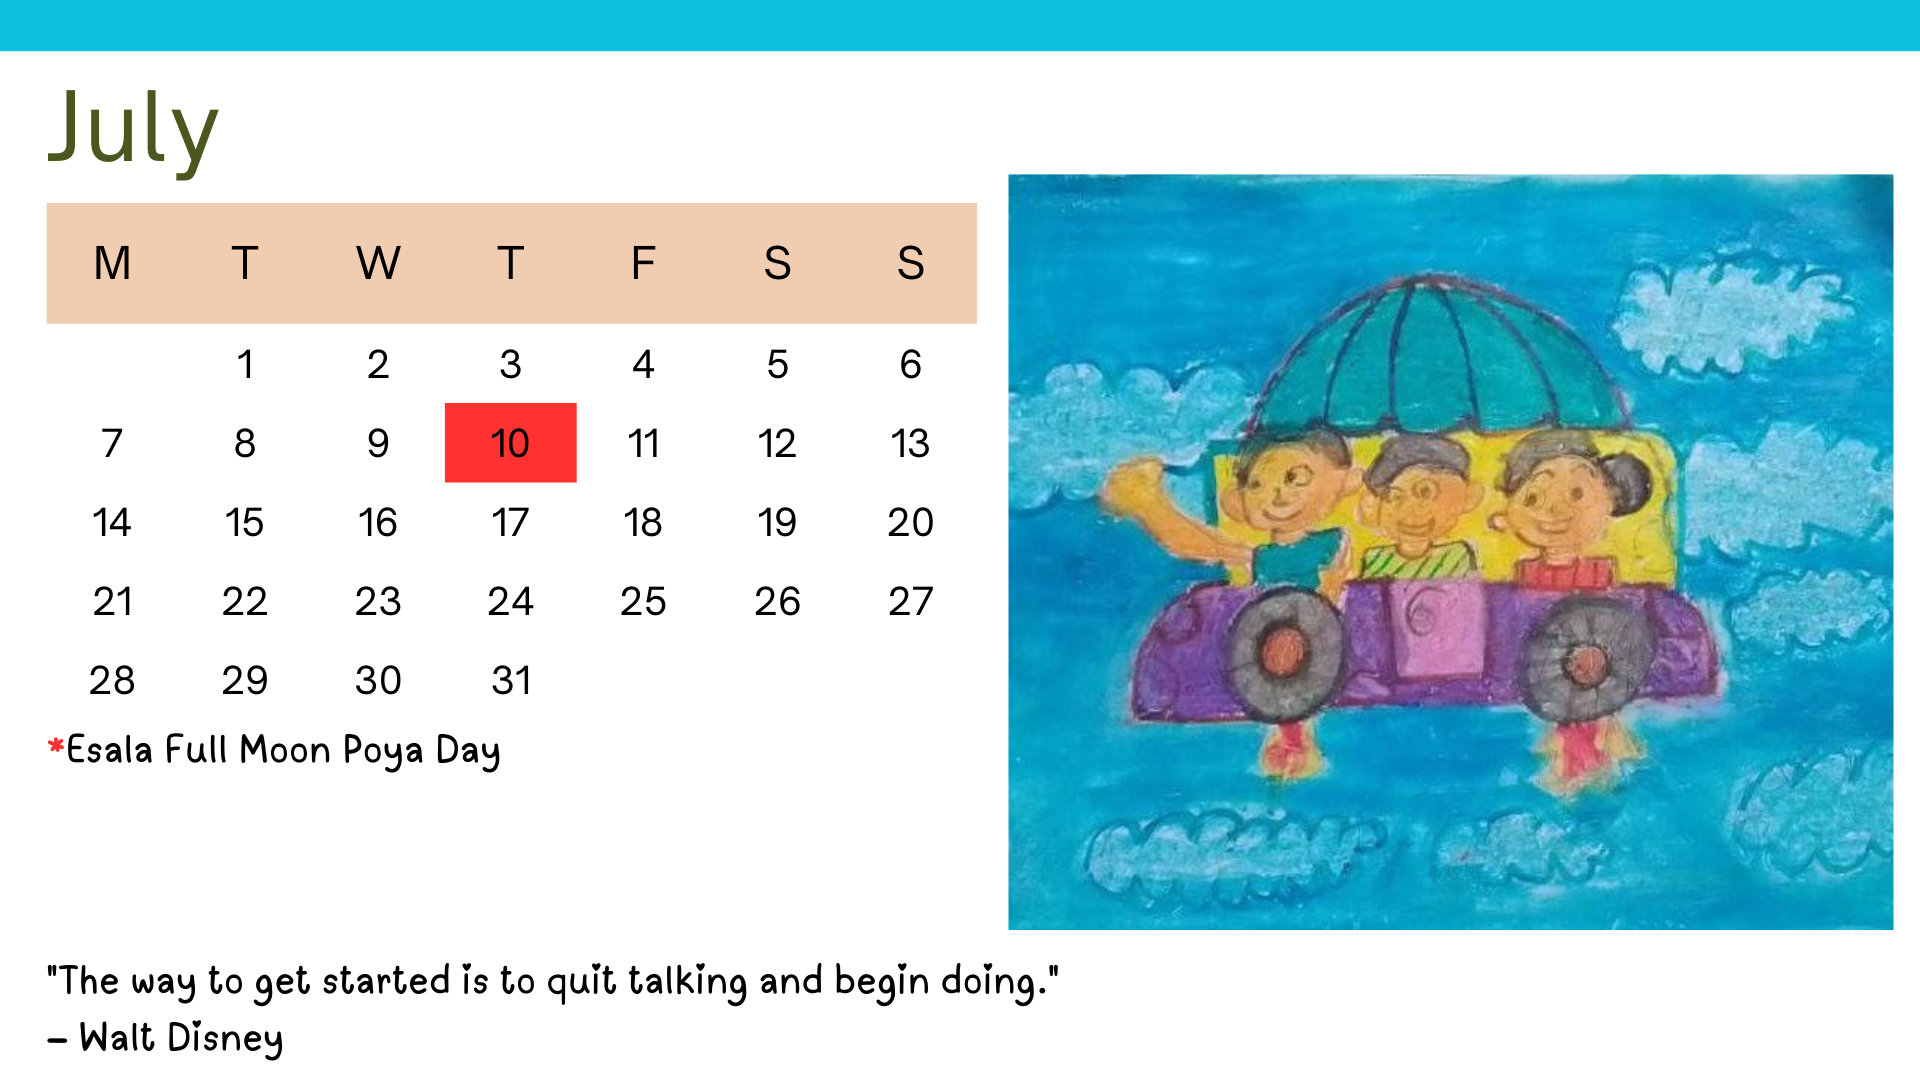 July
M T W T F S S
1 2 3 4 5 6
7 8 9 10 11 12 13
14 15 16 17 18 19 20
21 22 23 24 25 26 27
28 29 30 31
*Esala Full Moon Poya Day
"The way to get started is to quit talking and begin doing."
– Walt Disney